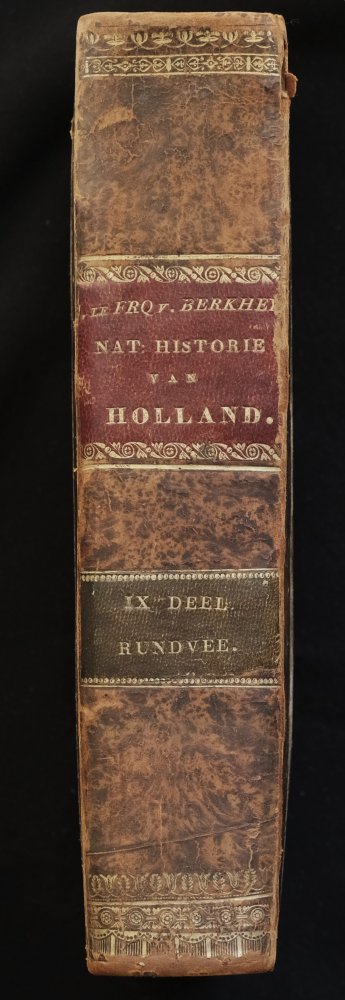 . LE FRQ V. BERKHEY
NAT: HISTORIE
VAN
HOLLAND.
IX DEEL.
RUNDVEE.